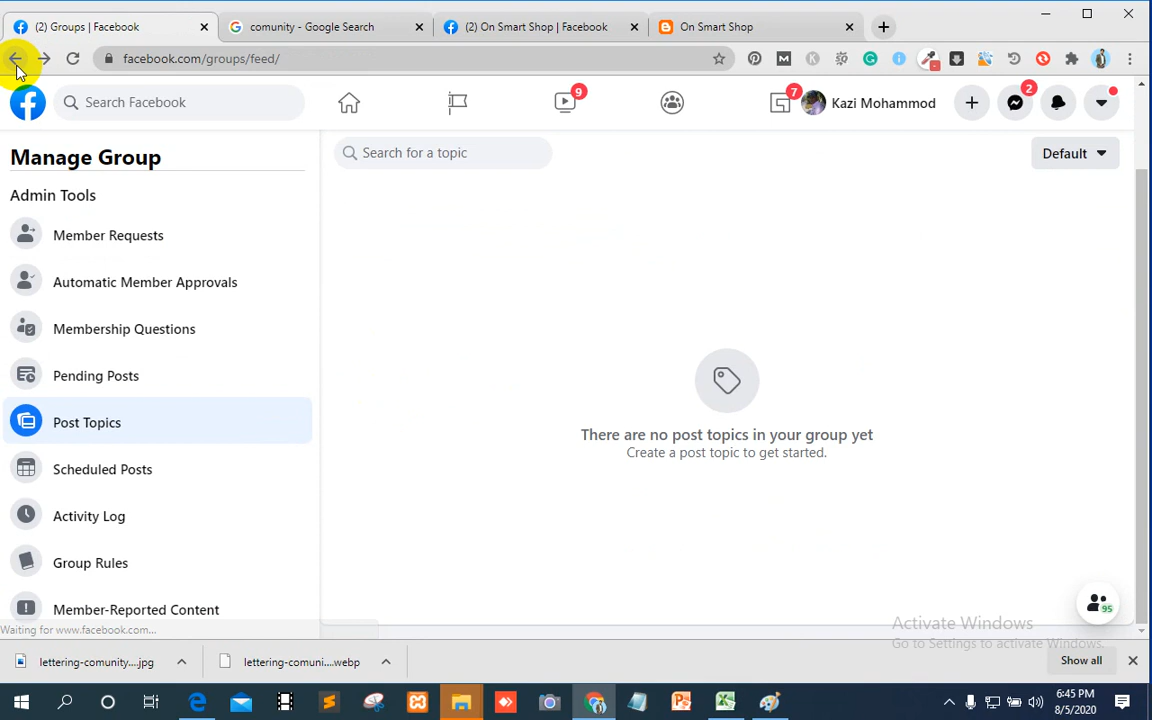 (2) Groups | Facebook
comunity - Google Search
(2) On Smart Shop | Facebook
On Smart Shop
facebook.com/groups/feed/
Search Facebook
9
7
Kazi Mohammod
2
Manage Group
Search for a topic
Default
Admin Tools
Member Requests
Automatic Member Approvals
Membership Questions
Pending Posts
Post Topics
There are no post topics in your group yet
Create a post topic to get started.
Scheduled Posts
Activity Log
Group Rules
Member-Reported Content
95
Waiting for www.facebook.com...
Activate Windows
Go to Settings to activate Windows.
lettering-comunity....jpg
lettering-comuni....webp
Show all
6:45 PM
8/5/2020